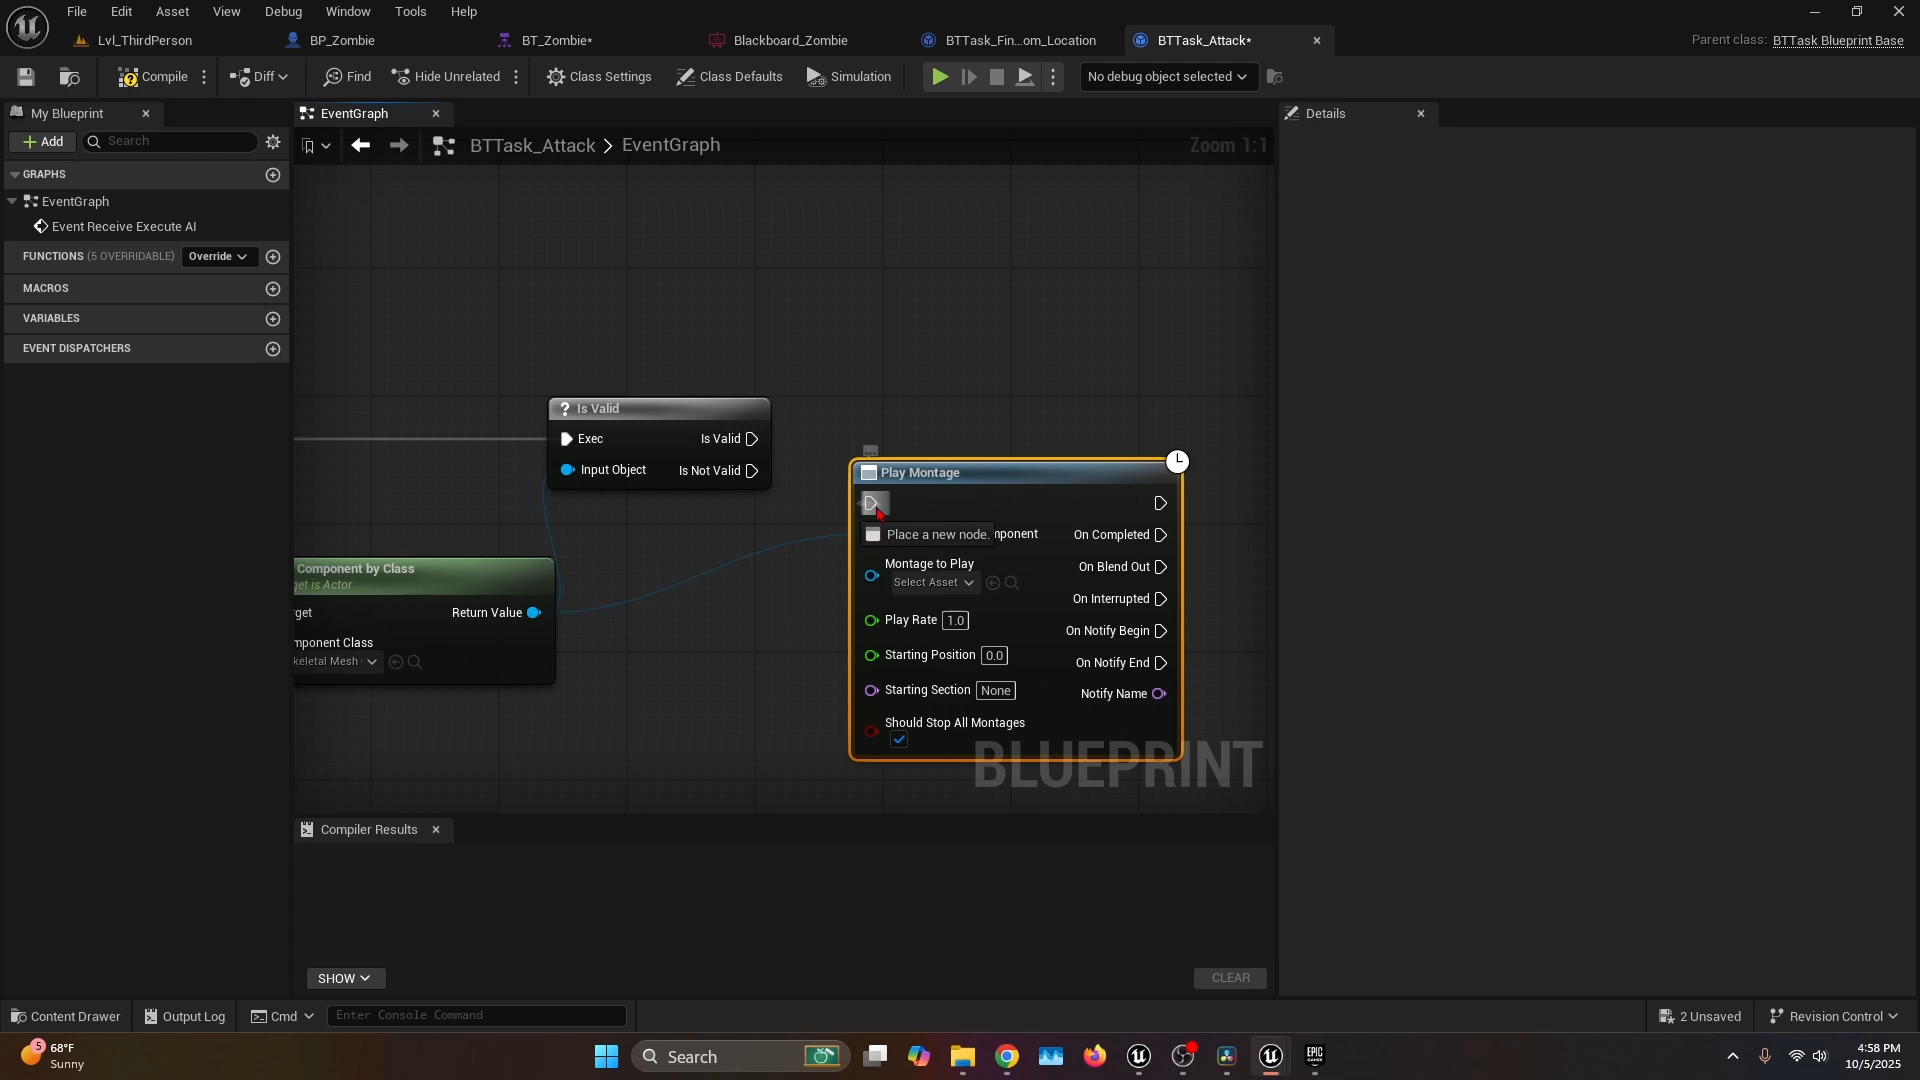 File Edit Asset View Debug Window Tools Help
Lvl_ThirdPerson BP_Zombie BT_Zombie* Blackboard_Zombie BTTask_Fin...om_Location BTTask_Attack* Parent class: BTTask Blueprint Base
Compile Diff Find Hide Unrelated Class Settings Class Defaults Simulation No debug object selected
My Blueprint EventGraph Details
Add Search BTTask_Attack > EventGraph Zoom 1:1
GRAPHS
EventGraph
Event Receive Execute AI
FUNCTIONS (5 OVERRIDABLE) Override
MACROS
VARIABLES
EVENT DISPATCHERS
Is Valid
Exec Is Valid
Input Object Is Not Valid
Component by Class
get is Actor
rget Return Value
mponent Class
keletal Mesh
Play Montage
Place a new node. mponent On Completed
Montage to Play On Blend Out
Select Asset
On Interrupted
Play Rate 1.0 On Notify Begin
Starting Position 0.0 On Notify End
Starting Section None Notify Name
Should Stop All Montages
BLUEPRINT
Compiler Results
SHOW CLEAR
Content Drawer Output Log Cmd Enter Console Command 2 Unsaved Revision Control
5 68°F
Sunny
Search
EPIC
GAMES
4:58 PM
10/5/2025